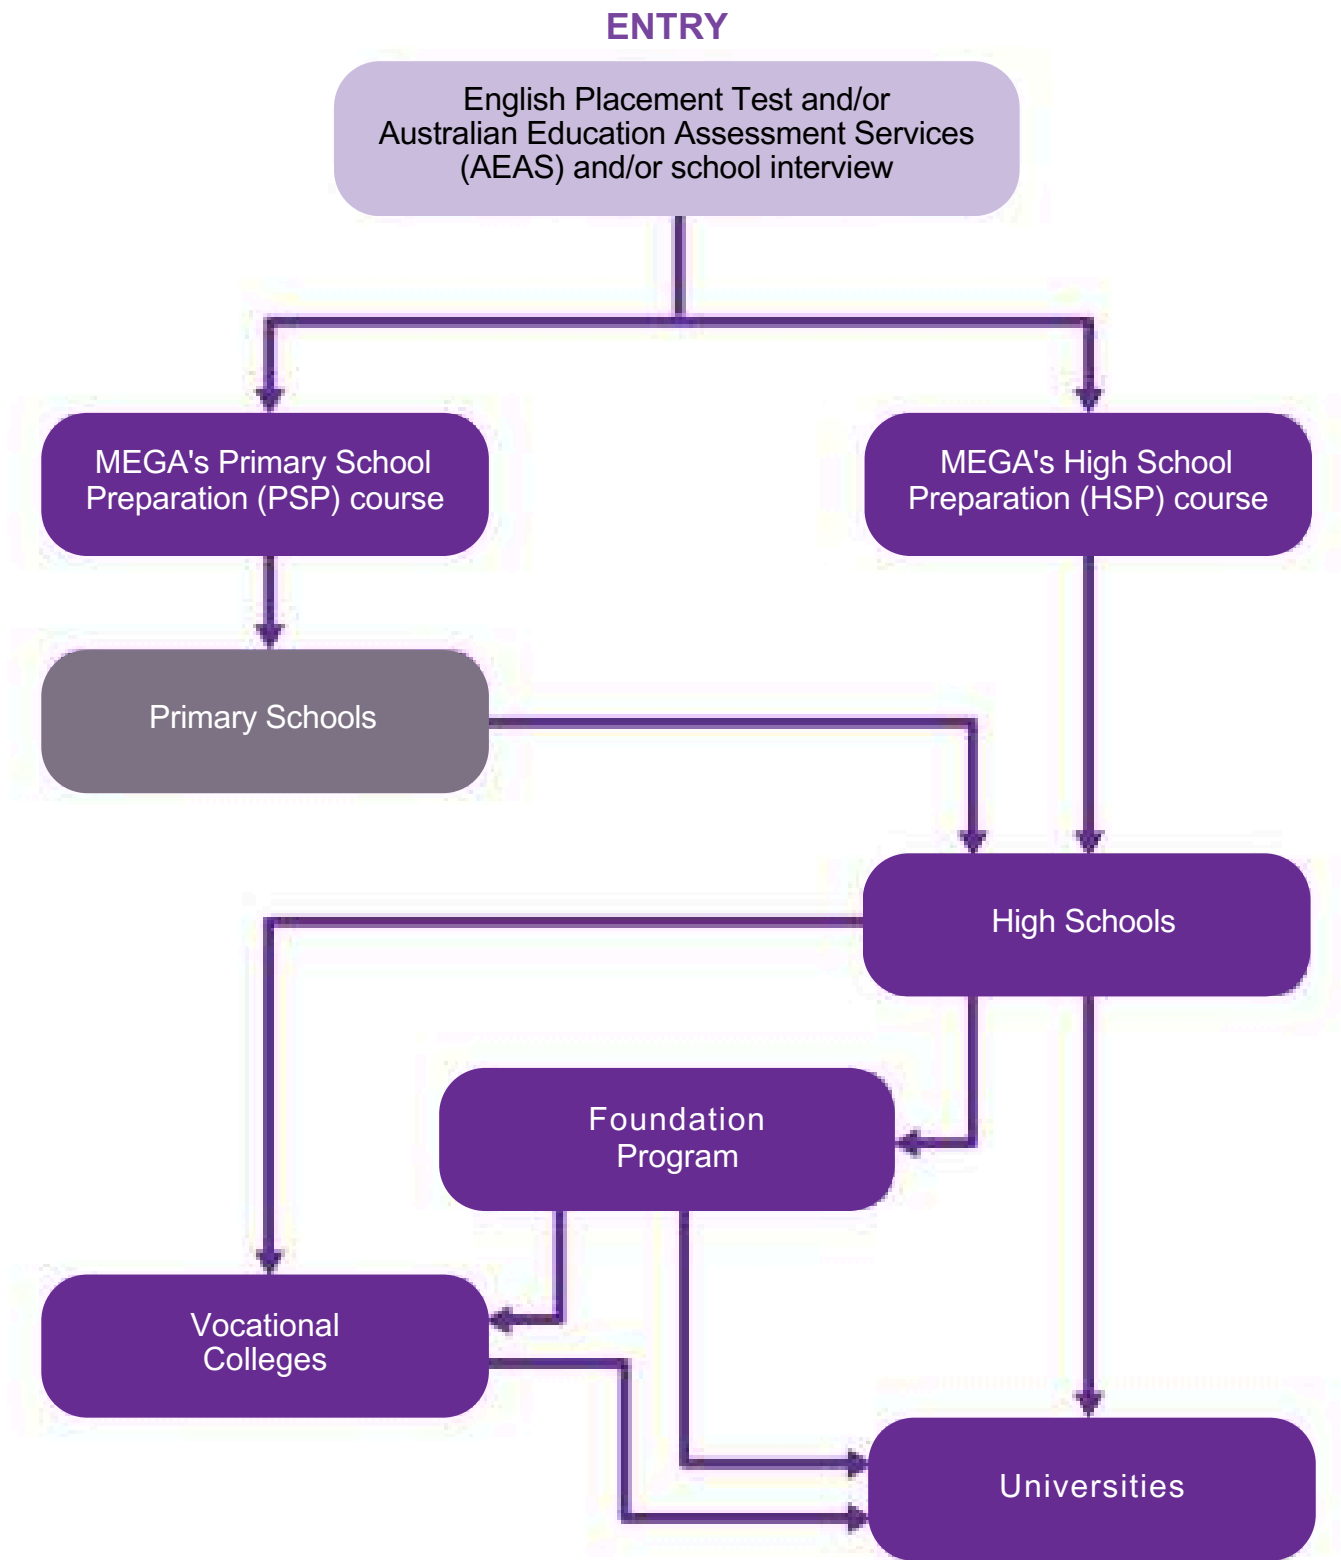 ENTRY
English Placement Test and/or
Australian Education Assessment Services
(AEAS) and/or school interview
MEGA's Primary School
Preparation (PSP) course
MEGA's High School
Preparation (HSP) course
Primary Schools
High Schools
Foundation
Program
Vocational
Colleges
Universities